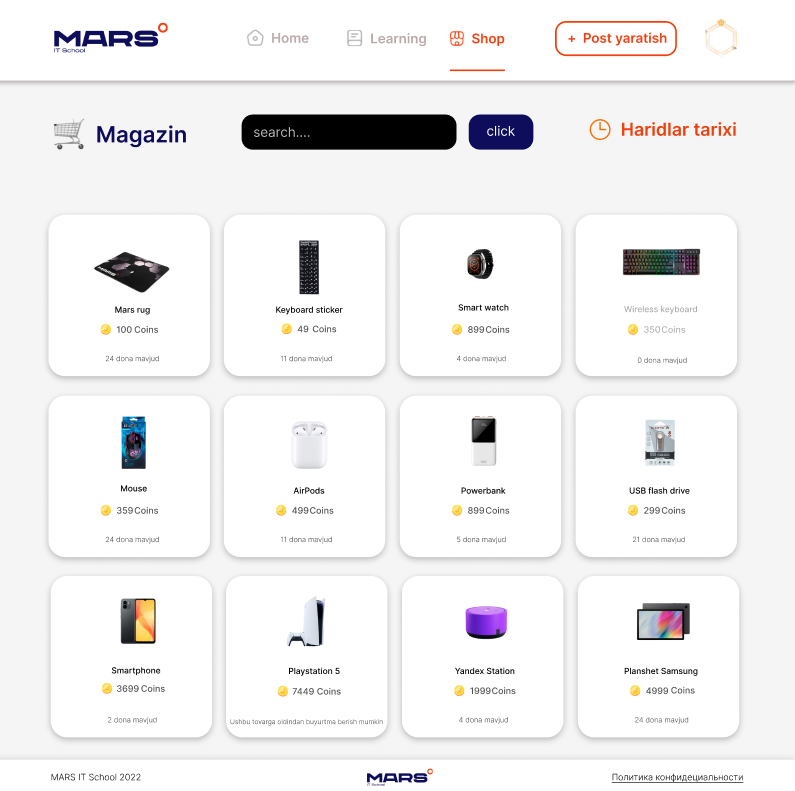 MARS
IT School
Home
Learning
Shop
+ Post yaratish
Magazin
search....
click
Haridlar tarixi
Mars rug
100 Coins
24 dona mavjud
Keyboard sticker
49 Coins
11 dona mavjud
Smart watch
899 Coins
4 dona mavjud
Wireless keyboard
350 Coins
0 dona mavjud
Mouse
359 Coins
24 dona mavjud
AirPods
499 Coins
11 dona mavjud
Powerbank
899 Coins
5 dona mavjud
USB flash drive
299 Coins
21 dona mavjud
Smartphone
3699 Coins
2 dona mavjud
Playstation 5
7449 Coins
Ushbu tovarga oldindan buyurtma berish mumkin
Yandex Station
1999 Coins
4 dona mavjud
Planshet Samsung
4999 Coins
24 dona mavjud
MARS IT School 2022
MARS
IT School
Политика конфидециальности